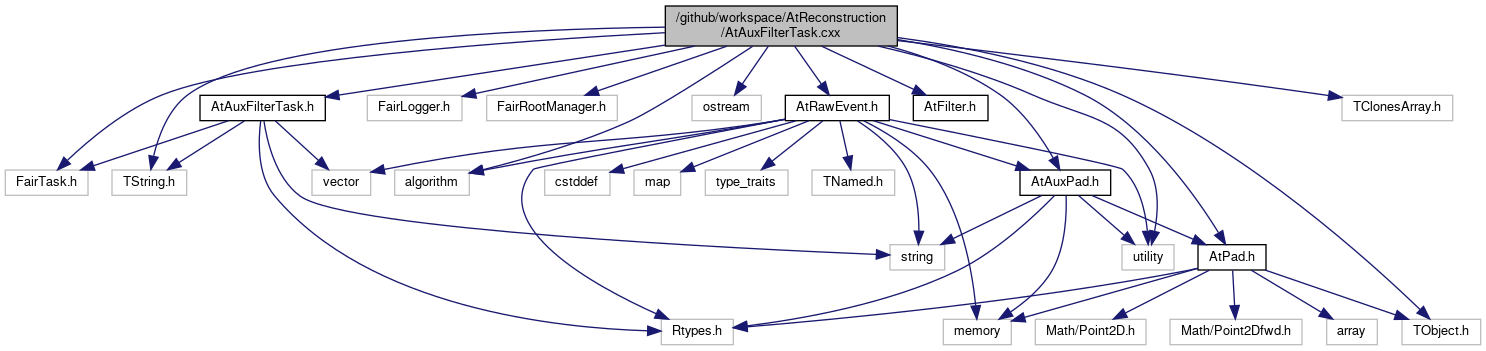 /github/workspace/AtReconstruction
/AtAuxFilterTask.cxx
AtAuxFilterTask.h
FairLogger.h
FairRootManager.h
ostream
AtRawEvent.h
AtFilter.h
TClonesArray.h
FairTask.h
TString.h
vector
algorithm
cstddef
map
type_traits
TNamed.h
AtAuxPad.h
string
utility
AtPad.h
Rtypes.h
memory
Math/Point2D.h
Math/Point2Dfwd.h
array
TObject.h